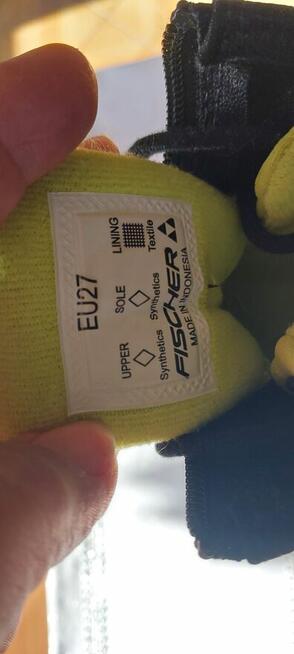 EU27
UPPER
Synthetics
SOLE
Synthetics
LINING
Textile
FISCHER
MADE IN INDONESIA